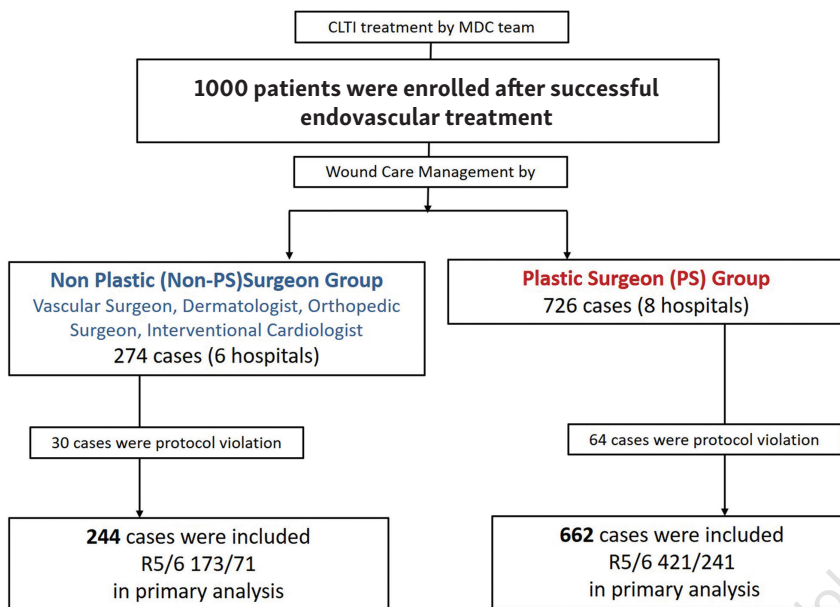 CLTI treatment by MDC team
1000 patients were enrolled after successful
endovascular treatment
Wound Care Management by
Non Plastic (Non-PS)Surgeon Group
Vascular Surgeon, Dermatologist, Orthopedic
Surgeon, Interventional Cardiologist
274 cases (6 hospitals)
Plastic Surgeon (PS) Group
726 cases (8 hospitals)
30 cases were protocol violation
64 cases were protocol violation
244 cases were included
R5/6 173/71
in primary analysis
662 cases were included
R5/6 421/241
in primary analysis